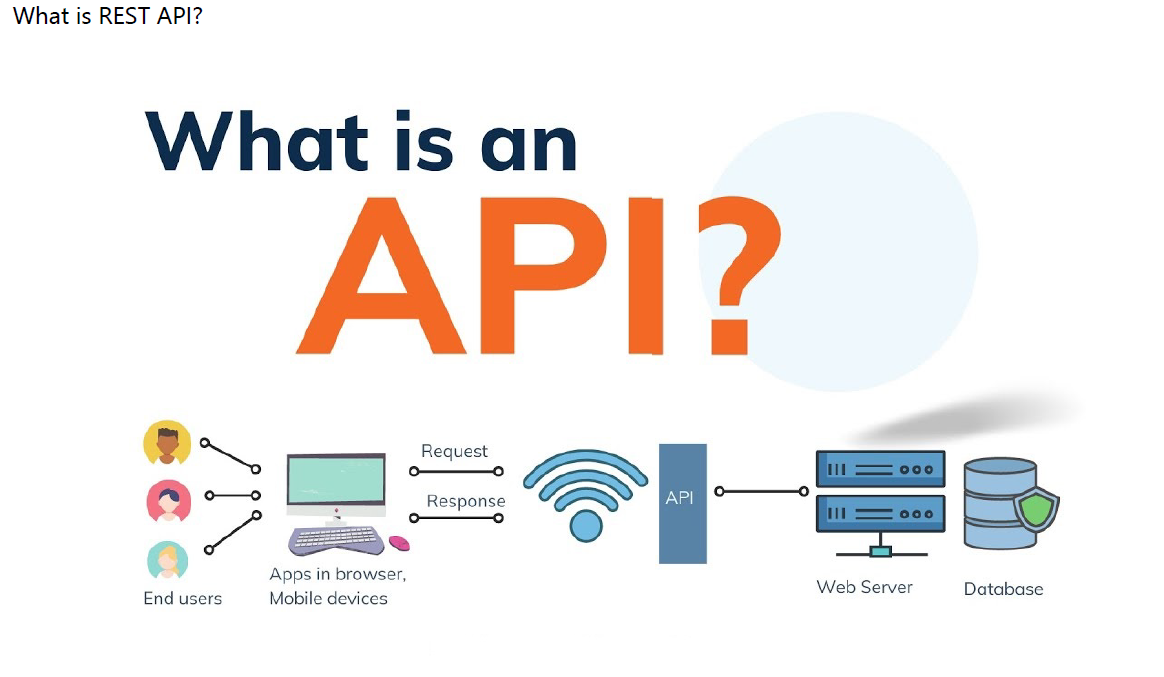 What is REST API?
What is an
API?
Request
Response
API
Apps in browser,
Mobile devices
End users
Web Server
Database